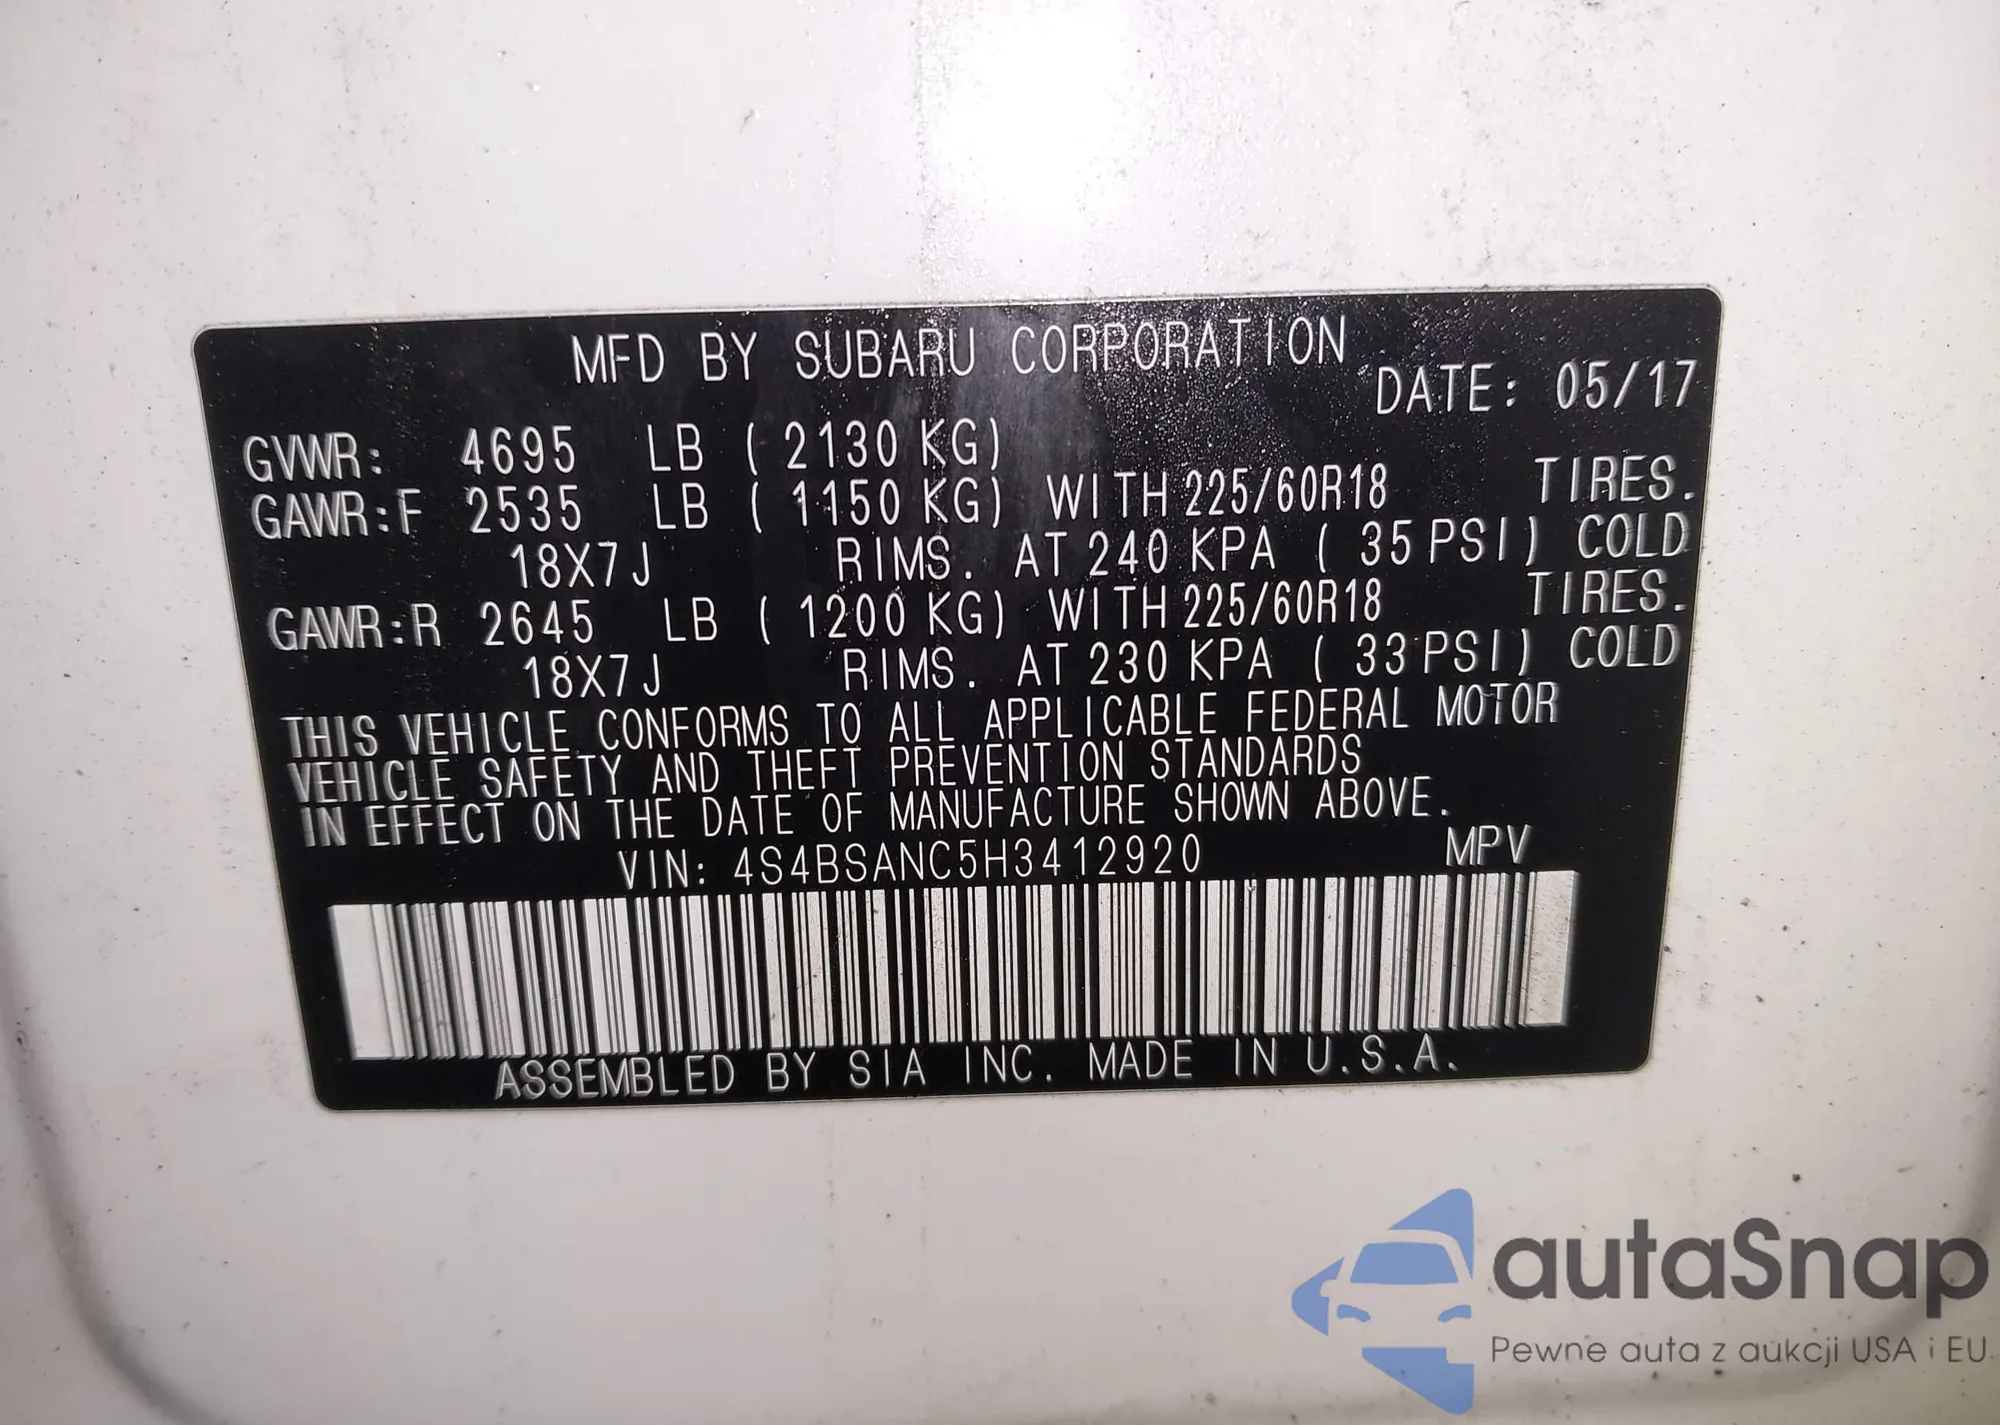 MFD BY SUBARU CORPORATION
DATE: 05/17
GVWR: 4695 LB ( 2130 KG)
GAWR:F 2535 LB ( 1150 KG) WITH 225/60R18 TIRES.
18X7J RIMS. AT 240 KPA ( 35 PSI) COLD
GAWR:R 2645 LB ( 1200 KG) WITH 225/60R18 TIRES.
18X7J RIMS. AT 230 KPA ( 33 PSI) COLD
THIS VEHICLE CONFORMS TO ALL APPLICABLE FEDERAL MOTOR
VEHICLE SAFETY AND THEFT PREVENTION STANDARDS
IN EFFECT ON THE DATE OF MANUFACTURE SHOWN ABOVE.
VIN: 4S4BSANC5H3412920 MPV
ASSEMBLED BY SIA INC. MADE IN U.S.A.
autaSnap
Pewne auta z aukcji USA i EU